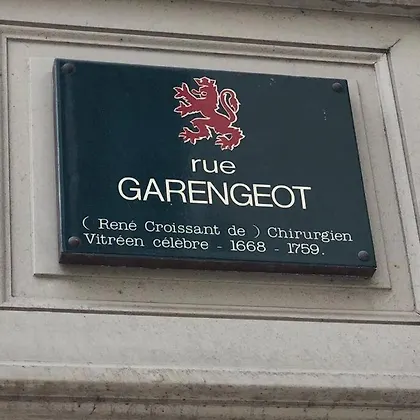 rue
GARENGEOT
( René Croissant de ) Chirurgien
Vitréen célèbre - 1668 - 1759.